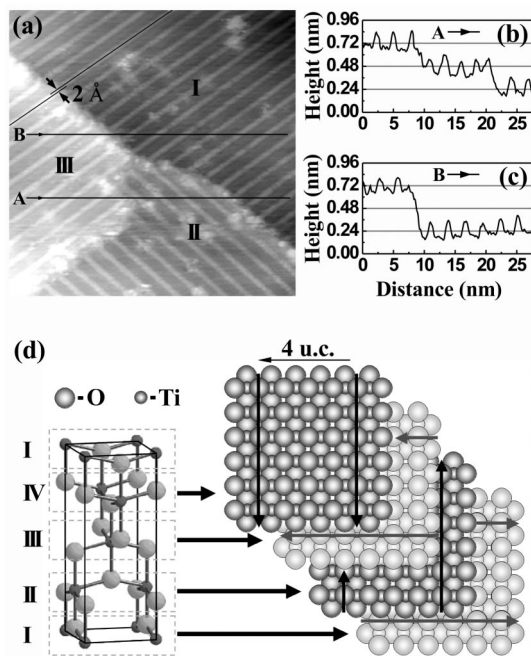 (a)
I
2 Å
B
III
A
II
(b)
A
Height (nm)
0.96
0.72
0.48
0.24
0.00
0 5 10 15 20 25
(c)
B
Height (nm)
0.96
0.72
0.48
0.24
0.00
0 5 10 15 20 25
Distance (nm)
(d)
4 u.c.
-O -Ti
I
IV
III
II
I